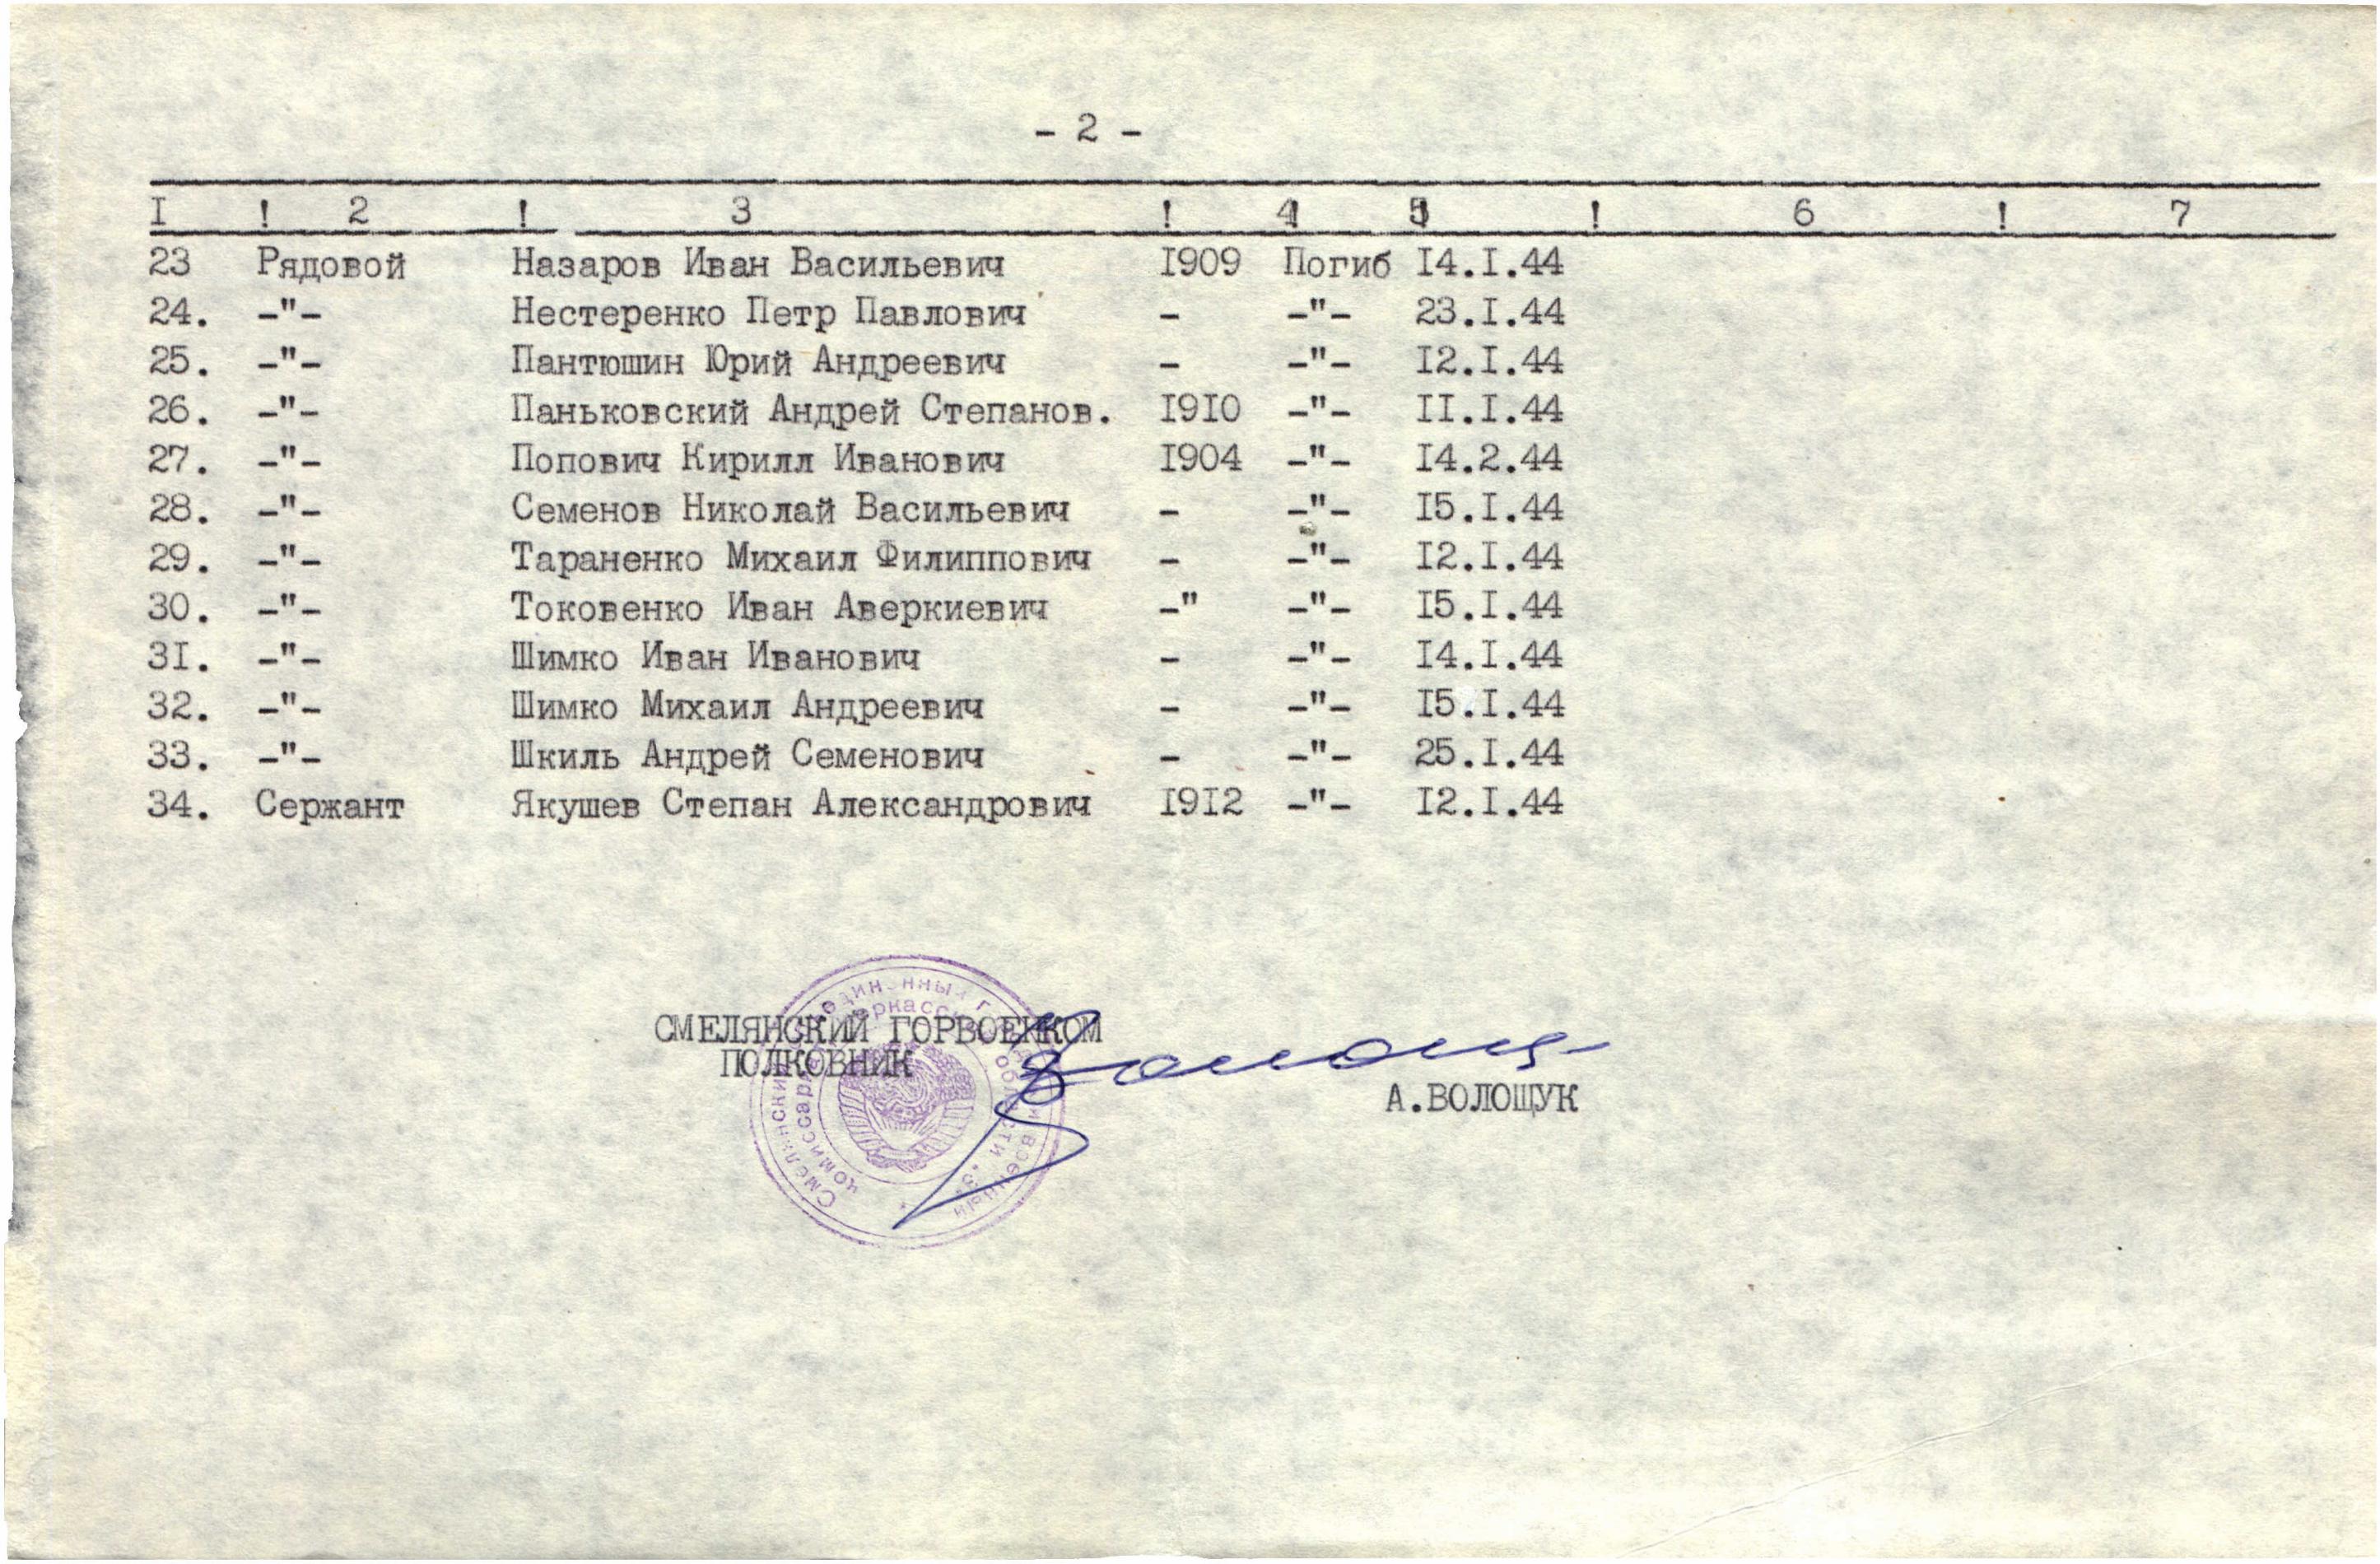 - 2 -
I ! 2 ! 3 ! 4 ! 5 ! 6 ! 7
23 Рядовой Назаров Иван Васильевич I909 Погиб I4.I.44
24. -"- Нестеренко Петр Павлович - -"- 23.I.44
25. -"- Пантюшин Юрий Андреевич - -"- I2.I.44
26. -"- Паньковский Андрей Степанов. I9I0 -"- II.I.44
27. -"- Попович Кирилл Иванович I904 -"- I4.2.44
28. -"- Семенов Николай Васильевич - -"- I5.I.44
29. -"- Тараненко Михаил Филиппович - -"- I2.I.44
30. -"- Токовенко Иван Аверкиевич -" -"- I5.I.44
3I. -"- Шимко Иван Иванович - -"- I4.I.44
32. -"- Шимко Михаил Андреевич - -"- I5.I.44
33. -"- Шкиль Андрей Семенович - -"- 25.I.44
34. Сержант Якушев Степан Александрович I9I2 -"- I2.I.44
СМЕЛЯНСКИЙ ГОРВОЕНКОМ
ПОЛКОВНИК
А.ВОЛОЩУК